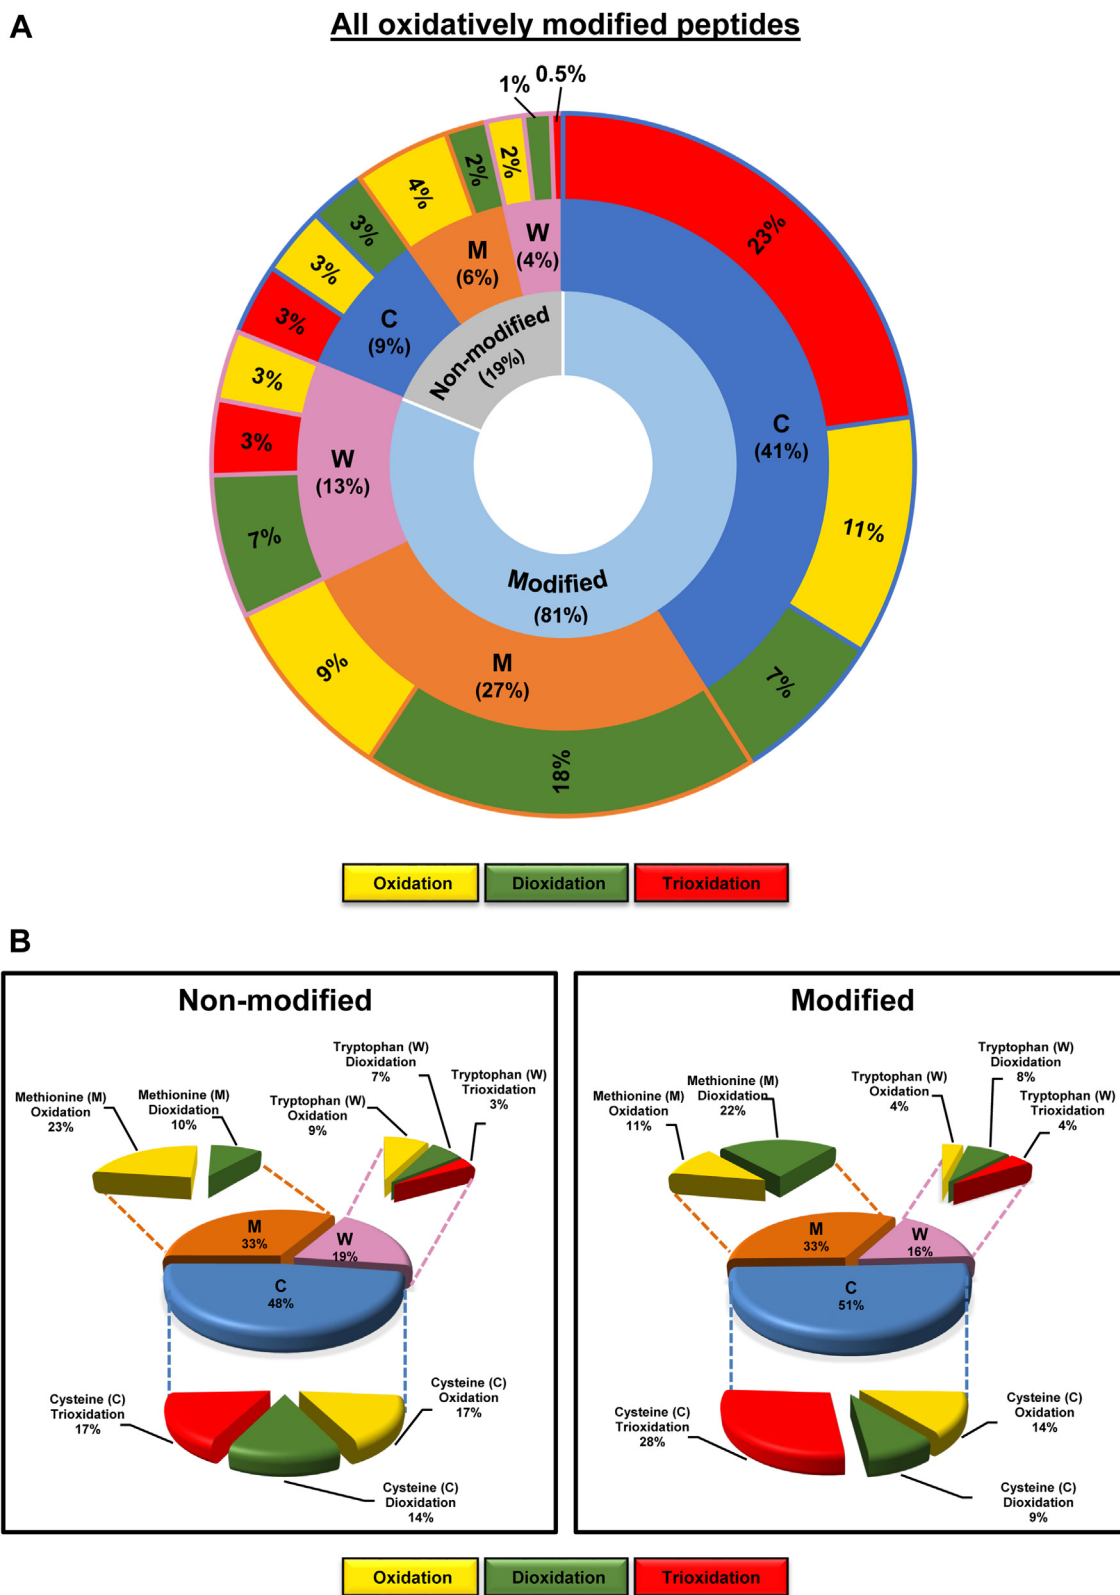 A
All oxidatively modified peptides
1%
0.5%
4%
2%
2%
23%
3%
3%
3%
M
(6%)
W
(4%)
C
(9%)
Non-modified
(19%)
3%
3%
7%
W
(13%)
C
(41%)
11%
Modified
(81%)
M
(27%)
9%
18%
7%
Oxidation
Dioxidation
Trioxidation
B
Non-modified
Tryptophan (W)
Dioxidation
7%
Tryptophan (W)
Trioxidation
3%
Methionine (M)
Oxidation
23%
Methionine (M)
Dioxidation
10%
Tryptophan (W)
Oxidation
9%
M
33%
W
19%
C
48%
Cysteine (C)
Trioxidation
17%
Cysteine (C)
Oxidation
17%
Cysteine (C)
Dioxidation
14%
Modified
Tryptophan (W)
Dioxidation
8%
Tryptophan (W)
Oxidation
4%
Tryptophan (W)
Trioxidation
4%
Methionine (M)
Dioxidation
22%
Methionine (M)
Oxidation
11%
M
33%
W
16%
C
51%
Cysteine (C)
Trioxidation
28%
Cysteine (C)
Oxidation
14%
Cysteine (C)
Dioxidation
9%
Oxidation
Dioxidation
Trioxidation